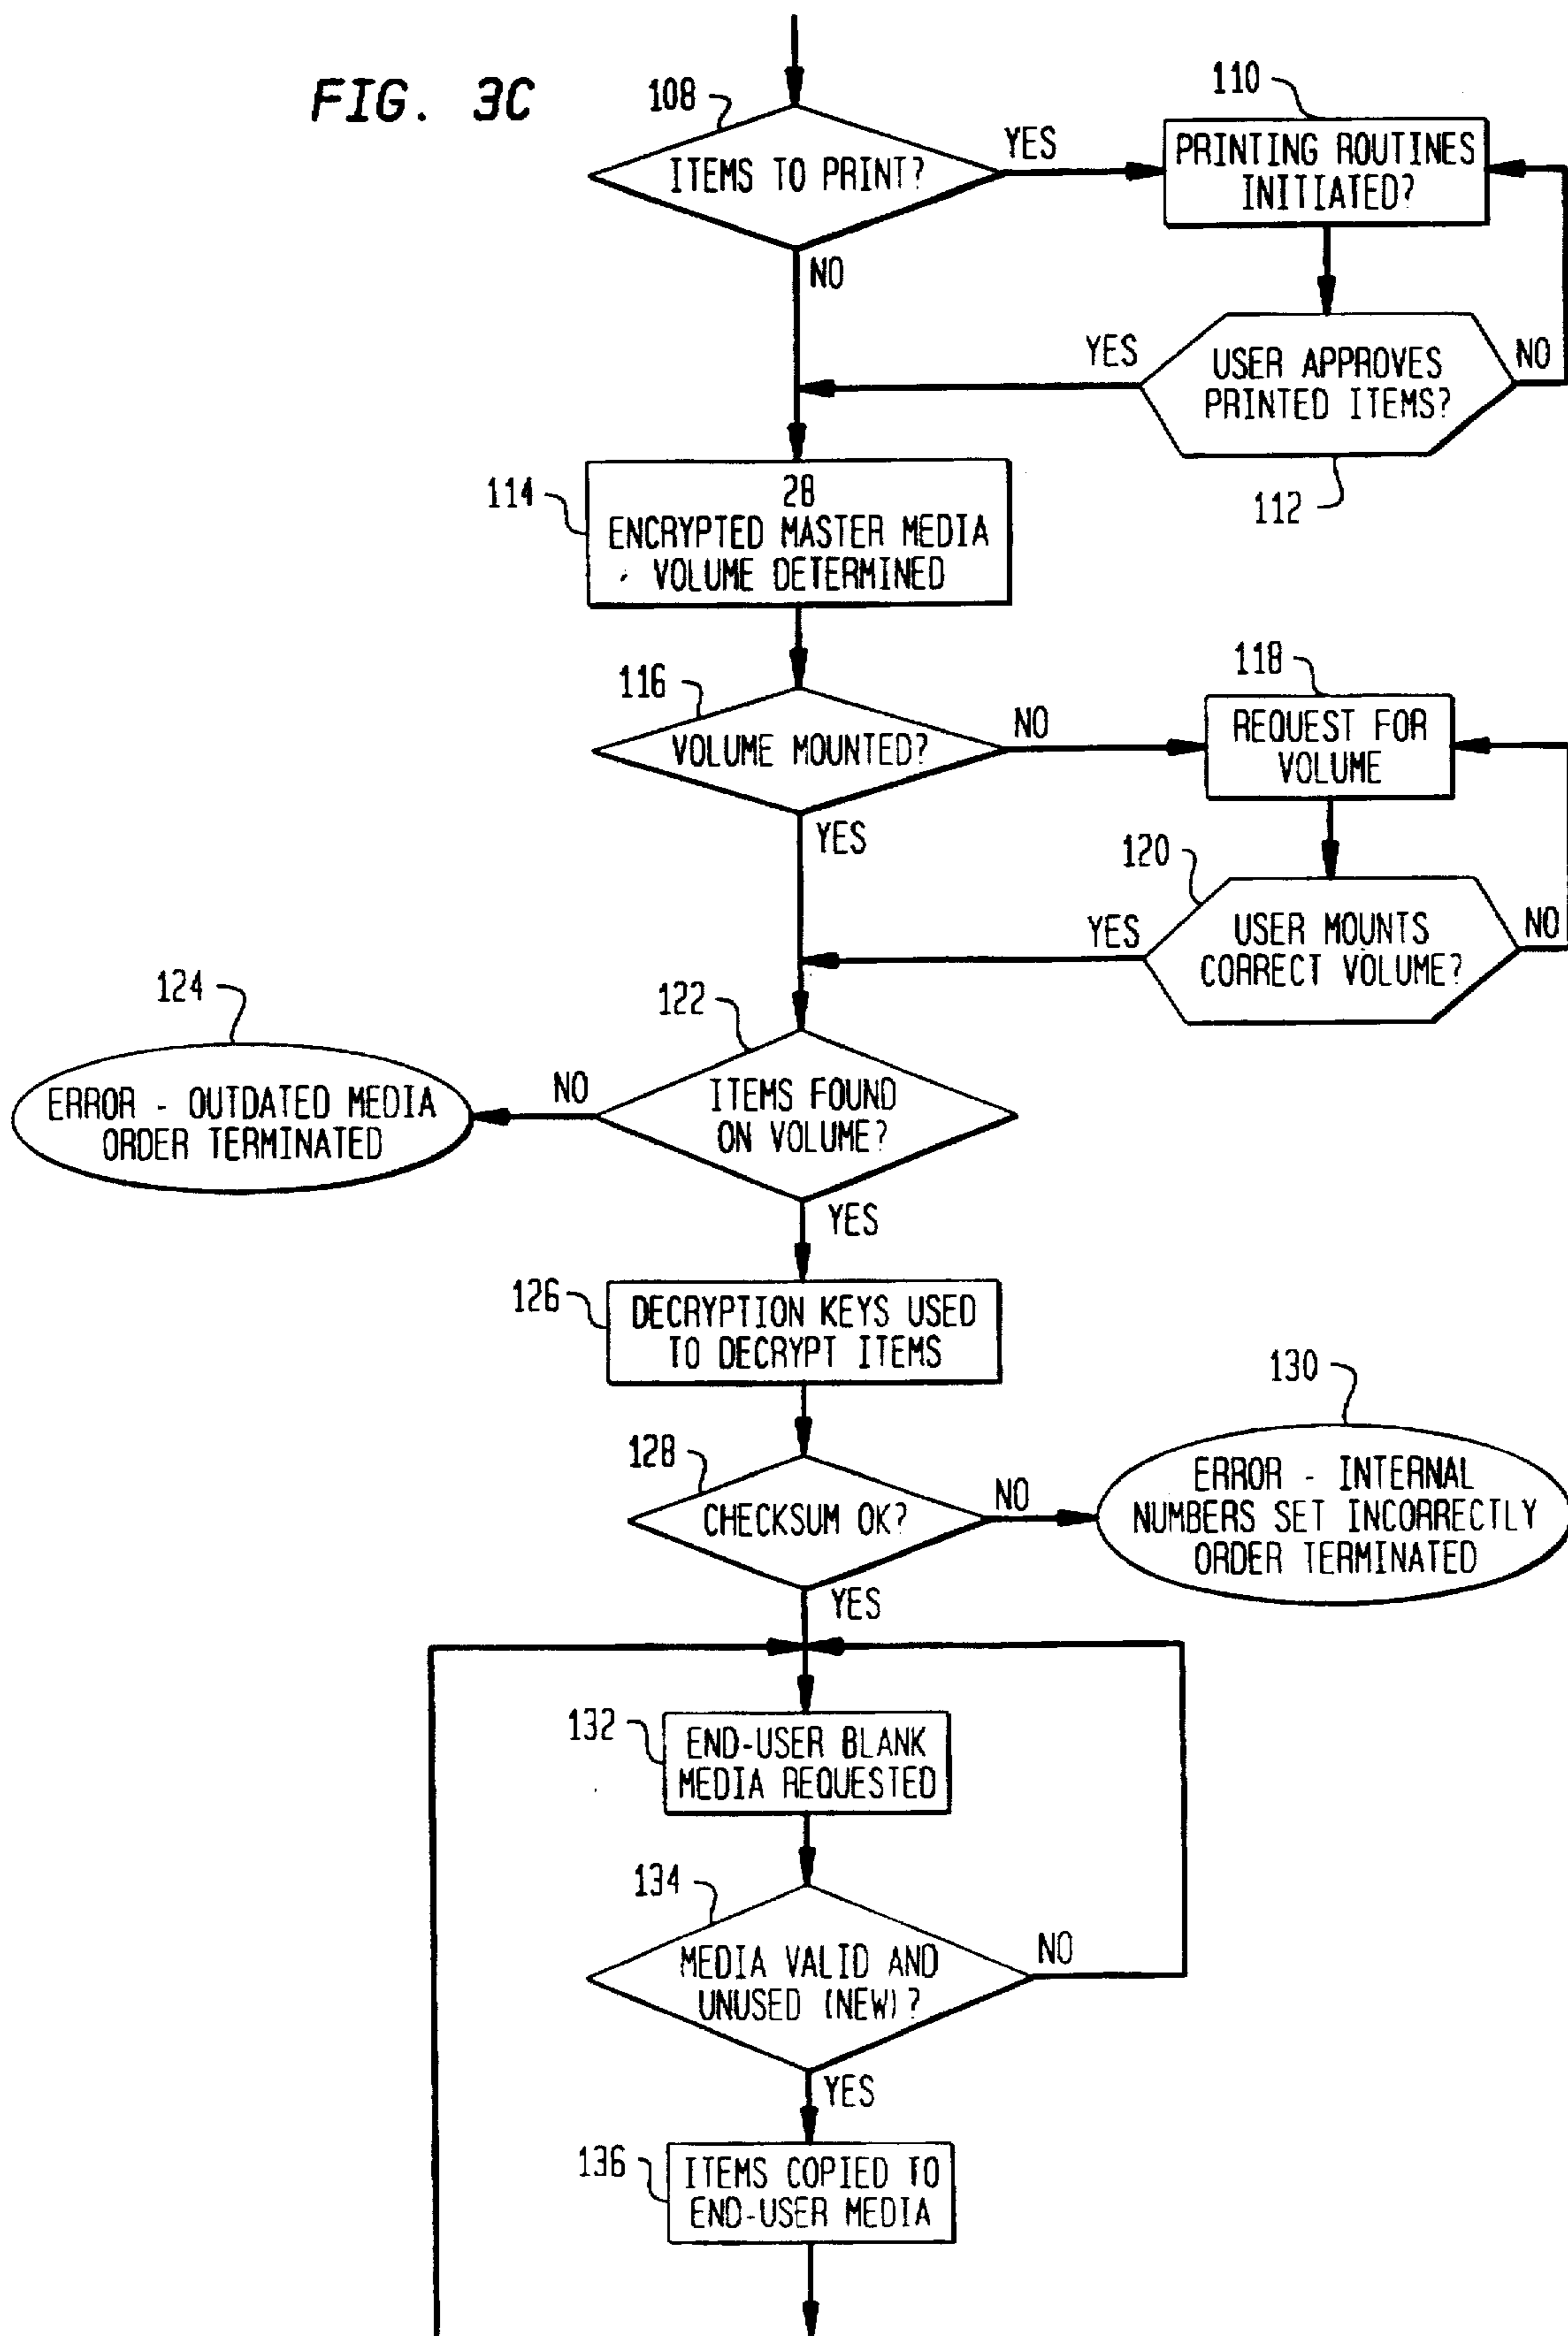 FIG. 3C
108
ITEMS TO PRINT?
YES
NO
110
PRINTING ROUTINES
INITIATED?
YES
USER APPROVES
PRINTED ITEMS?
NO
112
114
28
ENCRYPTED MASTER MEDIA
VOLUME DETERMINED
116
VOLUME MOUNTED?
NO
YES
118
REQUEST FOR
VOLUME
120
YES
USER MOUNTS
CORRECT VOLUME?
NO
122
ITEMS FOUND
ON VOLUME?
NO
YES
124
ERROR - OUTDATED MEDIA
ORDER TERMINATED
126
DECRYPTION KEYS USED
TO DECRYPT ITEMS
128
CHECKSUM OK?
NO
YES
130
ERROR - INTERNAL
NUMBERS SET INCORRECTLY
ORDER TERMINATED
132
END-USER BLANK
MEDIA REQUESTED
134
MEDIA VALID AND
UNUSED (NEW)?
NO
YES
136
ITEMS COPIED TO
END-USER MEDIA